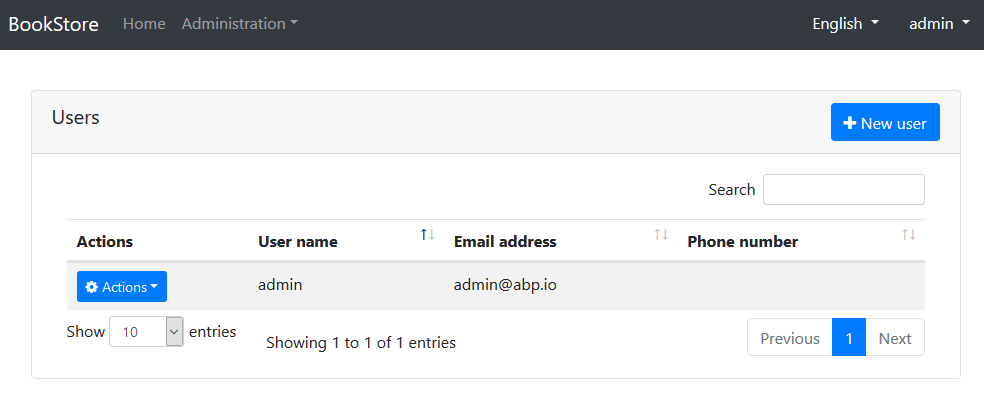 BookStore Home Administration English admin
Users New user
Search
Actions User name Email address Phone number
Actions admin admin@abp.io
Show 10 entries Showing 1 to 1 of 1 entries Previous 1 Next